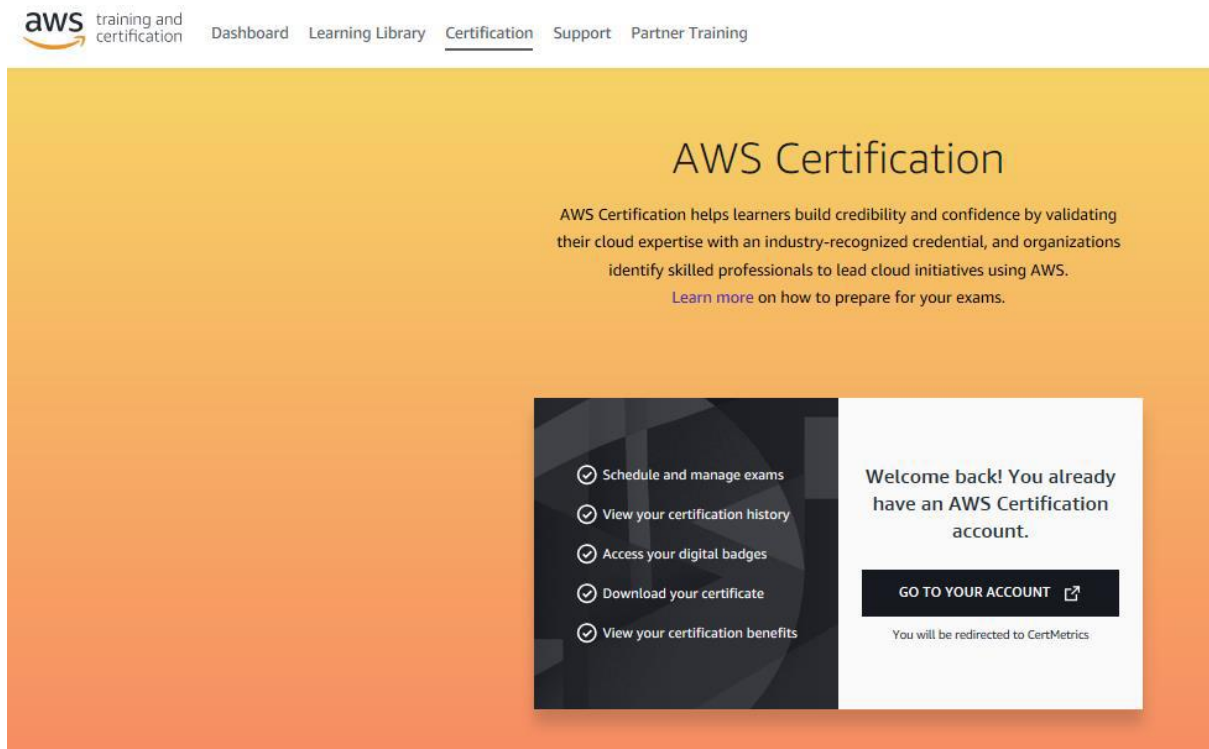 aws training and certification
Dashboard Learning Library Certification Support Partner Training
AWS Certification
AWS Certification helps learners build credibility and confidence by validating
their cloud expertise with an industry-recognized credential, and organizations
identify skilled professionals to lead cloud initiatives using AWS.
Learn more on how to prepare for your exams.
Schedule and manage exams
View your certification history
Access your digital badges
Download your certificate
View your certification benefits
Welcome back! You already
have an AWS Certification
account.
GO TO YOUR ACCOUNT
You will be redirected to CertMetrics